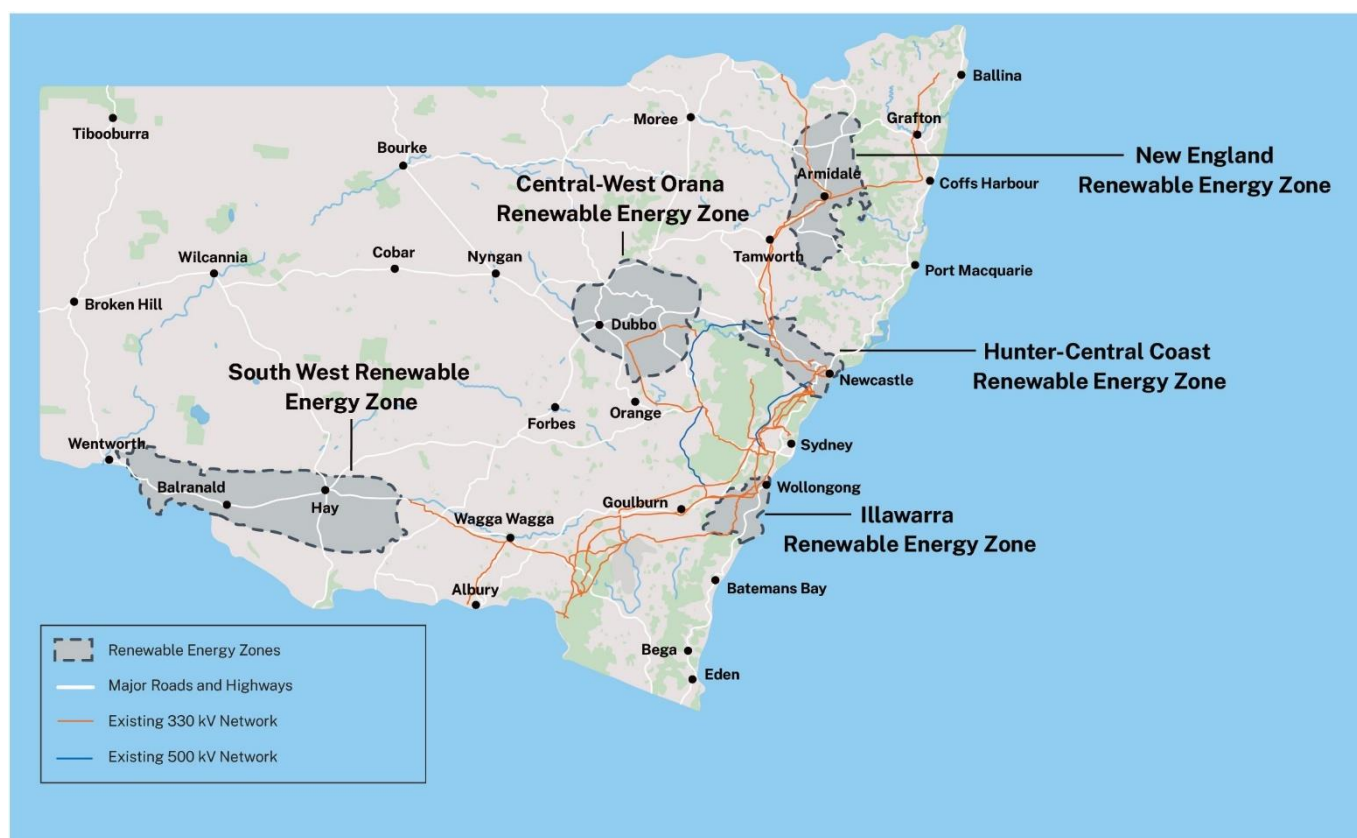 Ballina
Tibooburra
Moree
Grafton
Bourke
New England
Renewable Energy Zone
Armidale
Coffs Harbour
Central-West Orana
Renewable Energy Zone
Tamworth
Wilcannia
Cobar
Nyngan
Port Macquarie
Broken Hill
Dubbo
Hunter-Central Coast
Renewable Energy Zone
South West Renewable
Energy Zone
Newcastle
Orange
Forbes
Wentworth
Sydney
Balranald
Hay
Goulburn
Wollongong
Wagga Wagga
Illawarra
Renewable Energy Zone
Albury
Batemans Bay
Bega
Eden
Renewable Energy Zones
Major Roads and Highways
Existing 330 kV Network
Existing 500 kV Network